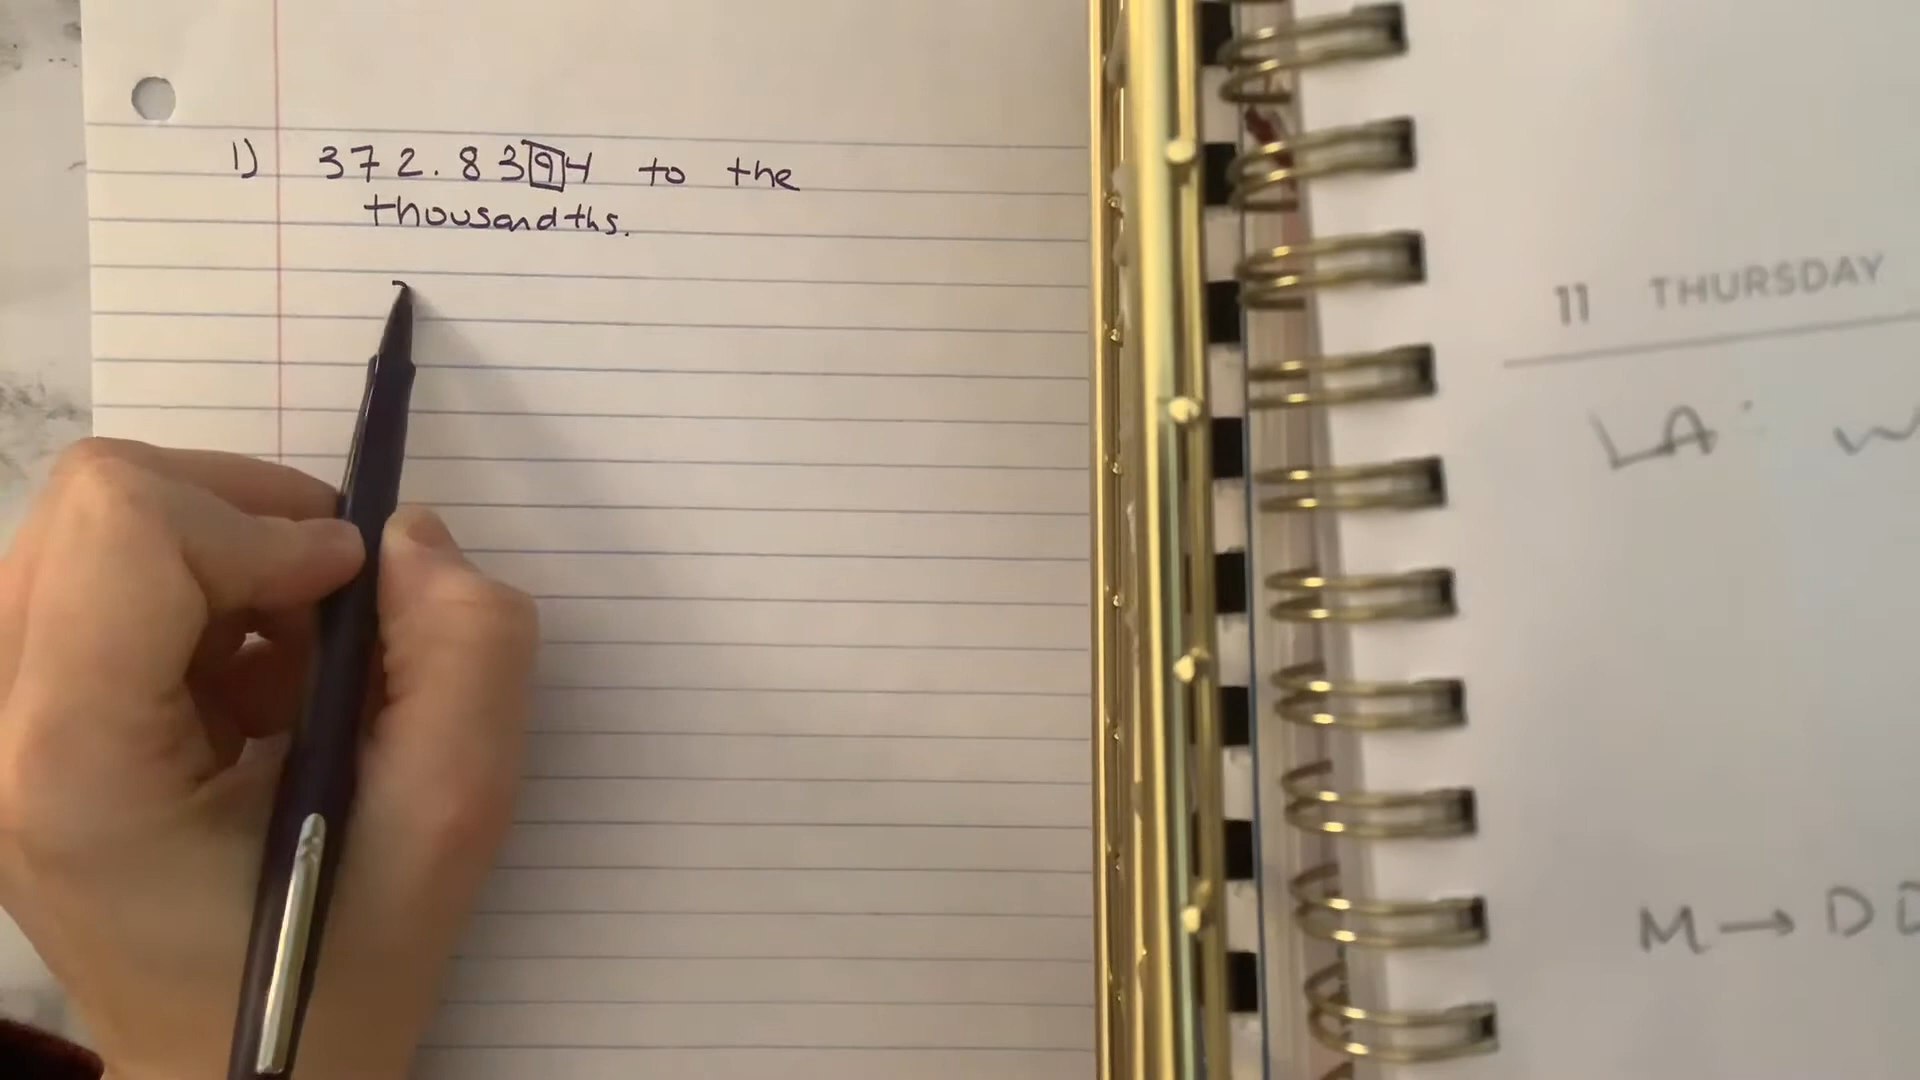 1) 372.8394 to the
thousandths.
11 THURSDAY
LA
M → D